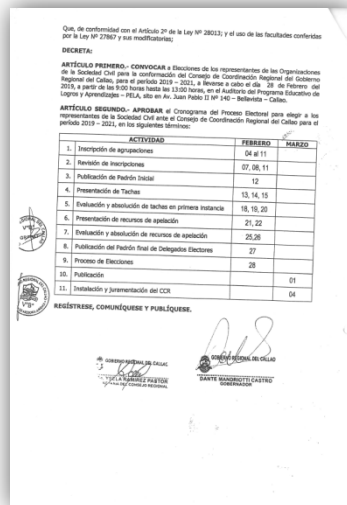 Que, de conformidad con el Artículo 2º de la Ley Nº 28013; y el uso de las facultades conferidas
por la Ley Nº 27867 y sus modificatorias;
DECRETA:
ARTÍCULO PRIMERO.- CONVOCAR a Elecciones de los representantes de las Organizaciones
de la Sociedad Civil para la conformación del Consejo de Coordinación Regional del Gobierno
Regional del Callao, para el período 2019 – 2021, a llevarse a cabo el día 28 de Febrero del
2019, a partir de las 9:00 horas hasta las 13:00 horas, en el Auditorio del Programa Educativo de
Logros y Aprendizajes – PELA, sito en Av. Juan Pablo II Nº 140 – Bellavista – Callao.
ARTÍCULO SEGUNDO.- APROBAR el Cronograma del Proceso Electoral para elegir a los
representantes de la Sociedad Civil ante el Consejo de Coordinación Regional del Callao para el
período 2019 – 2021, en los siguientes términos:
ACTIVIDAD FEBRERO MARZO
1. Inscripción de agrupaciones 04 al 11
2. Revisión de inscripciones 07, 08, 11
3. Publicación de Padrón Inicial 12
4. Presentación de Tachas 13, 14, 15
5. Evaluación y absolución de tachas en primera instancia 18, 19, 20
6. Presentación de recursos de apelación 21, 22
7. Evaluación y absolución de recursos de apelación 25,26
8. Publicación del Padrón final de Delegados Electores 27
9. Proceso de Elecciones 28
10. Publicación 01
11. Instalación y juramentación del CCR 04
REGÍSTRESE, COMUNÍQUESE Y PUBLÍQUESE.
GOBIERNO REGIONAL DEL CALLAO
RAMIREZ PASTOR
DEL CONSEJO REGIONAL
GOBIERNO REGIONAL DEL CALLAO
DANTE MANDRIOTTI CASTRO
GOBERNADOR